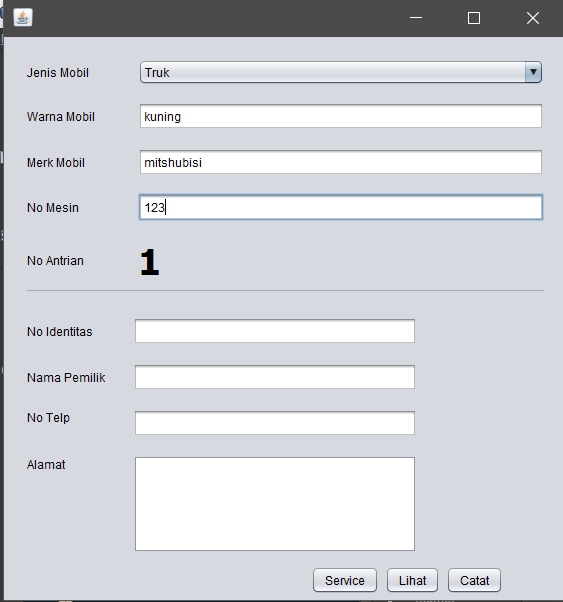 Jenis Mobil Truk
Warna Mobil kuning
Merk Mobil mitshubisi
No Mesin 123
No Antrian 1
No Identitas
Nama Pemilik
No Telp
Alamat
Service Lihat Catat